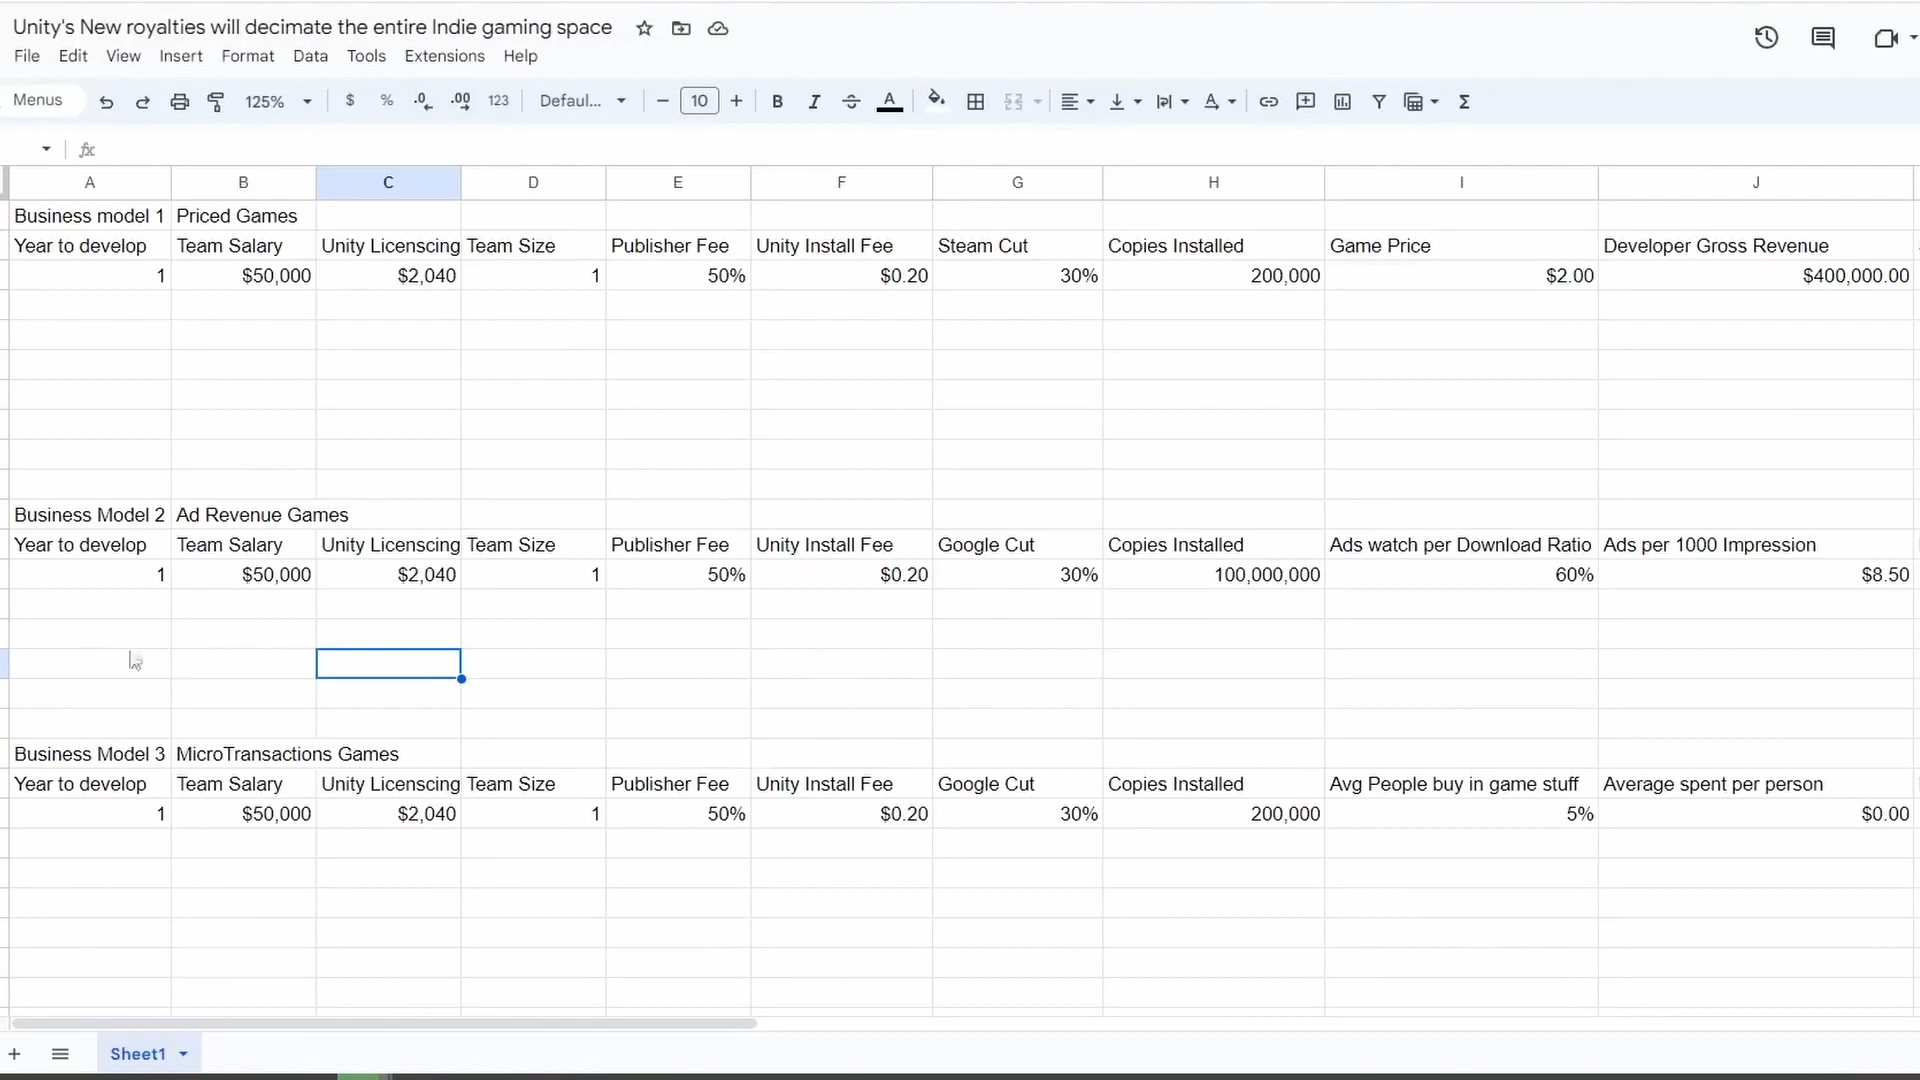 Unity's New royalties will decimate the entire Indie gaming space
File Edit View Insert Format Data Tools Extensions Help
Menus 125% $ % .0 .00 123 Defaul... − 10 + B I S A Σ
fx
A B C D E F G H I J
Business model 1 Priced Games
Year to develop Team Salary Unity Licenscing Team Size Publisher Fee Unity Install Fee Steam Cut Copies Installed Game Price Developer Gross Revenue
1 $50,000 $2,040 1 50% $0.20 30% 200,000 $2.00 $400,000.00
Business Model 2 Ad Revenue Games
Year to develop Team Salary Unity Licenscing Team Size Publisher Fee Unity Install Fee Google Cut Copies Installed Ads watch per Download Ratio Ads per 1000 Impression
1 $50,000 $2,040 1 50% $0.20 30% 100,000,000 60% $8.50
Business Model 3 MicroTransactions Games
Year to develop Team Salary Unity Licenscing Team Size Publisher Fee Unity Install Fee Google Cut Copies Installed Avg People buy in game stuff Average spent per person
1 $50,000 $2,040 1 50% $0.20 30% 200,000 5% $0.00
+ Sheet1